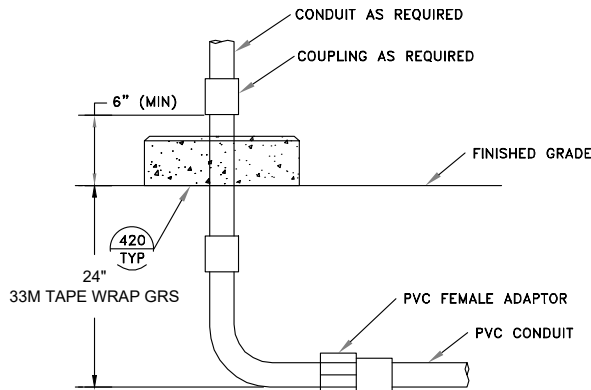 CONDUIT AS REQUIRED
COUPLING AS REQUIRED
6" (MIN)
FINISHED GRADE
420
TYP
24"
33M TAPE WRAP GRS
PVC FEMALE ADAPTOR
PVC CONDUIT